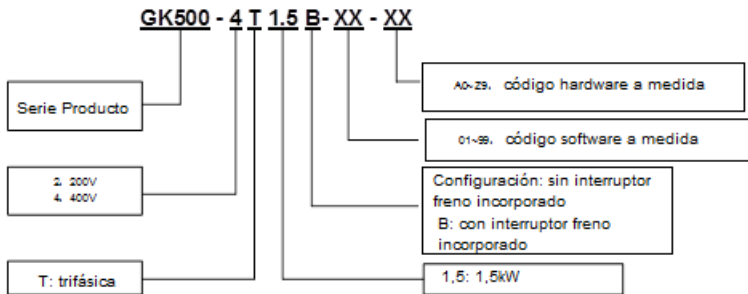 GK500 - 4 T 1.5 B- XX - XX
Serie Producto
2. 200V
4. 400V
T: trifásica
A0~Z9. código hardware a medida
01~99. código software a medida
Configuración: sin interruptor
freno incorporado
B: con interruptor freno
incorporado
1,5: 1,5kW